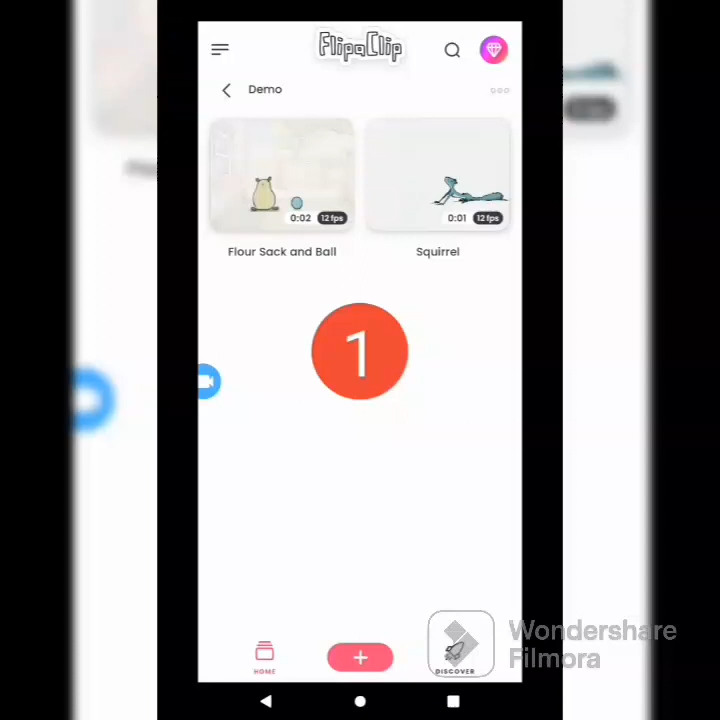 FlipaClip
Demo
0:02 12 fps
0:01 12 fps
Flour Sack and Ball
Squirrel
1
Wondershare
Filmora
HOME
+
DISCOVER